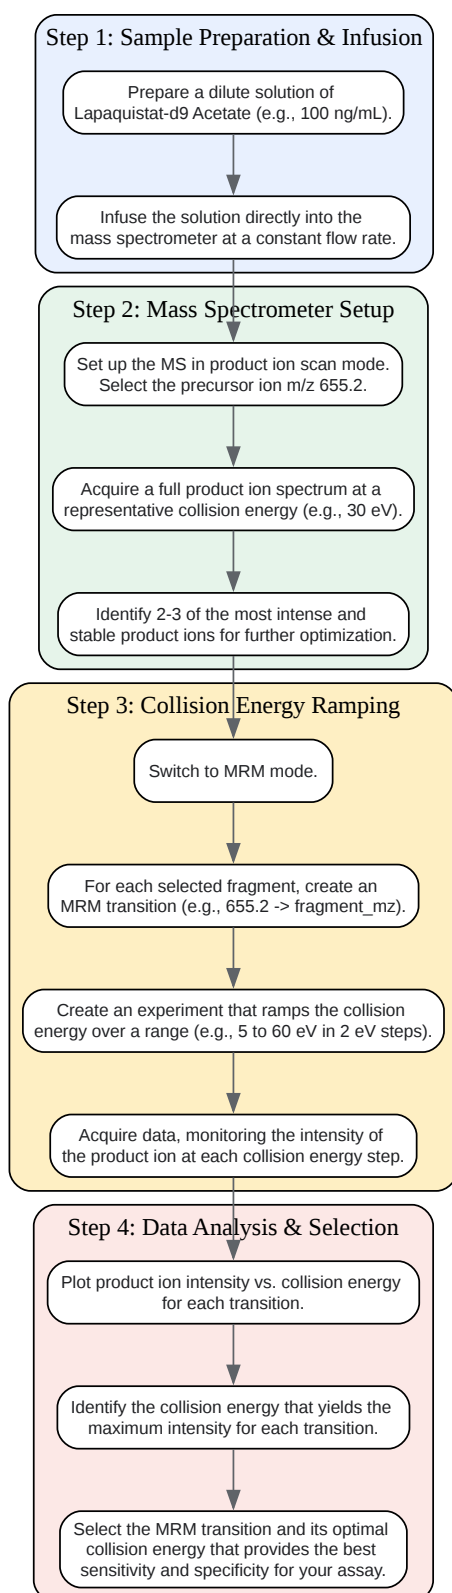 Step 1: Sample Preparation & Infusion
Prepare a dilute solution of
Lapaquistat-d9 Acetate (e.g., 100 ng/mL).
Infuse the solution directly into the
mass spectrometer at a constant flow rate.
Step 2: Mass Spectrometer Setup
Set up the MS in product ion scan mode.
Select the precursor ion m/z 655.2.
Acquire a full product ion spectrum at a
representative collision energy (e.g., 30 eV).
Identify 2-3 of the most intense and
stable product ions for further optimization.
Step 3: Collision Energy Ramping
Switch to MRM mode.
For each selected fragment, create an
MRM transition (e.g., 655.2 -> fragment_mz).
Create an experiment that ramps the collision
energy over a range (e.g., 5 to 60 eV in 2 eV steps).
Acquire data, monitoring the intensity of
the product ion at each collision energy step.
Step 4: Data Analysis & Selection
Plot product ion intensity vs. collision energy
for each transition.
Identify the collision energy that yields the
maximum intensity for each transition.
Select the MRM transition and its optimal
collision energy that provides the best
sensitivity and specificity for your assay.